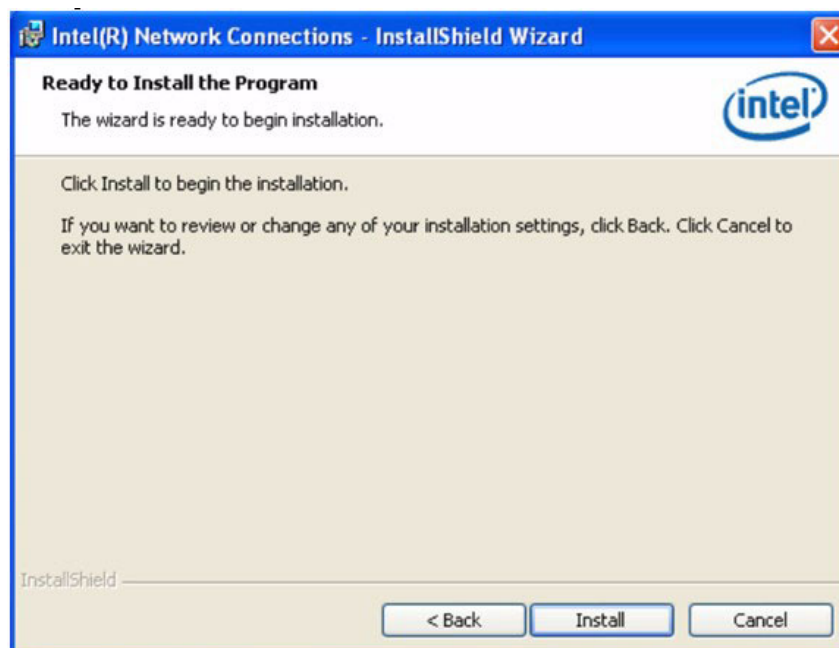 Intel(R) Network Connections - InstallShield Wizard
Ready to Install the Program
The wizard is ready to begin installation.
intel
Click Install to begin the installation.
If you want to review or change any of your installation settings, click Back. Click Cancel to
exit the wizard.
InstallShield
< Back
Install
Cancel